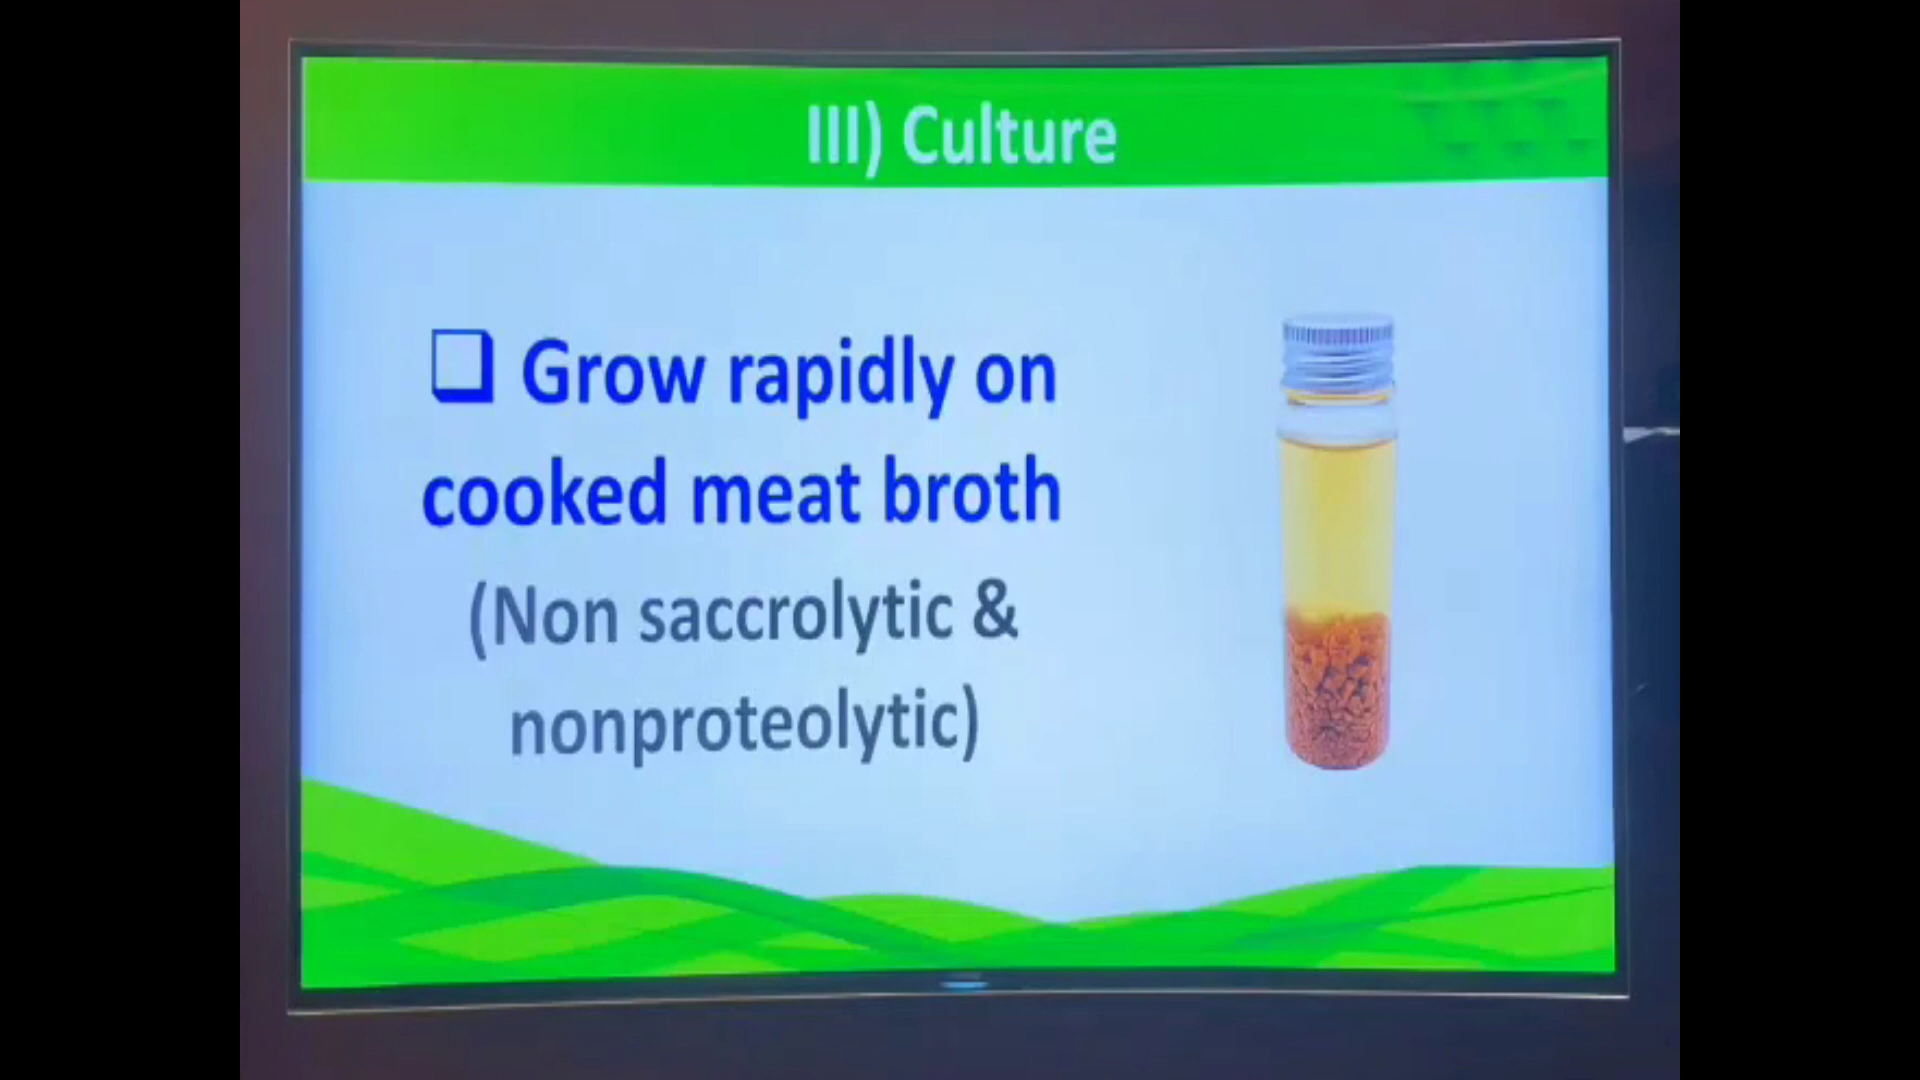 III) Culture
❑ Grow rapidly on
cooked meat broth
(Non saccrolytic &
nonproteolytic)